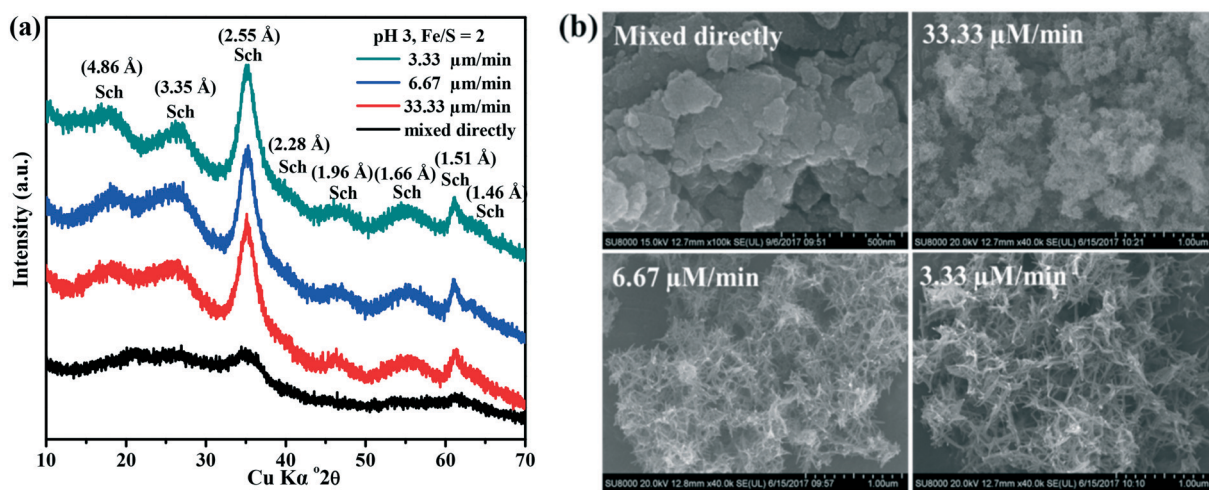 (a)
(2.55 Å)
Sch
pH 3, Fe/S = 2
3.33 µm/min
6.67 µm/min
33.33 µm/min
mixed directly
(4.86 Å)
Sch
(3.35 Å)
Sch
(2.28 Å)
Sch
(1.96 Å)
Sch
(1.66 Å)
Sch
(1.51 Å)
Sch
(1.46 Å)
Sch
Intensity (a.u.)
10 20 30 40 50 60 70
Cu Kα °2θ
(b)
Mixed directly
SU8000 15.0kV 12.7mm x100k SE(UL) 9/6/2017 09:51 500nm
33.33 µM/min
SU8000 20.0kV 12.7mm x40.0k SE(UL) 6/15/2017 10:21 1.00um
6.67 µM/min
SU8000 20.0kV 12.8mm x40.0k SE(UL) 6/15/2017 09:57 1.00um
3.33 µM/min
SU8000 20.0kV 12.7mm x40.0k SE(UL) 6/15/2017 10:10 1.00um